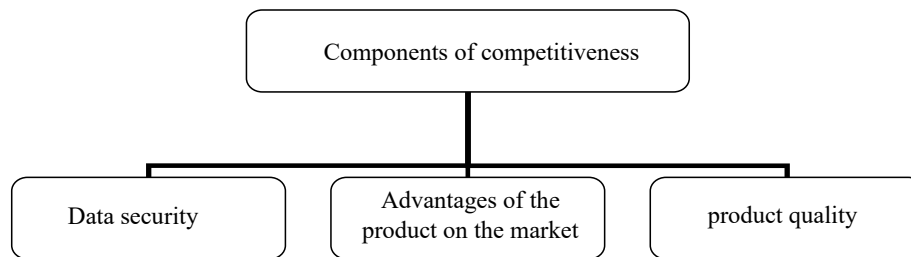 Components of competitiveness
Data security
Advantages of the
product on the market
product quality